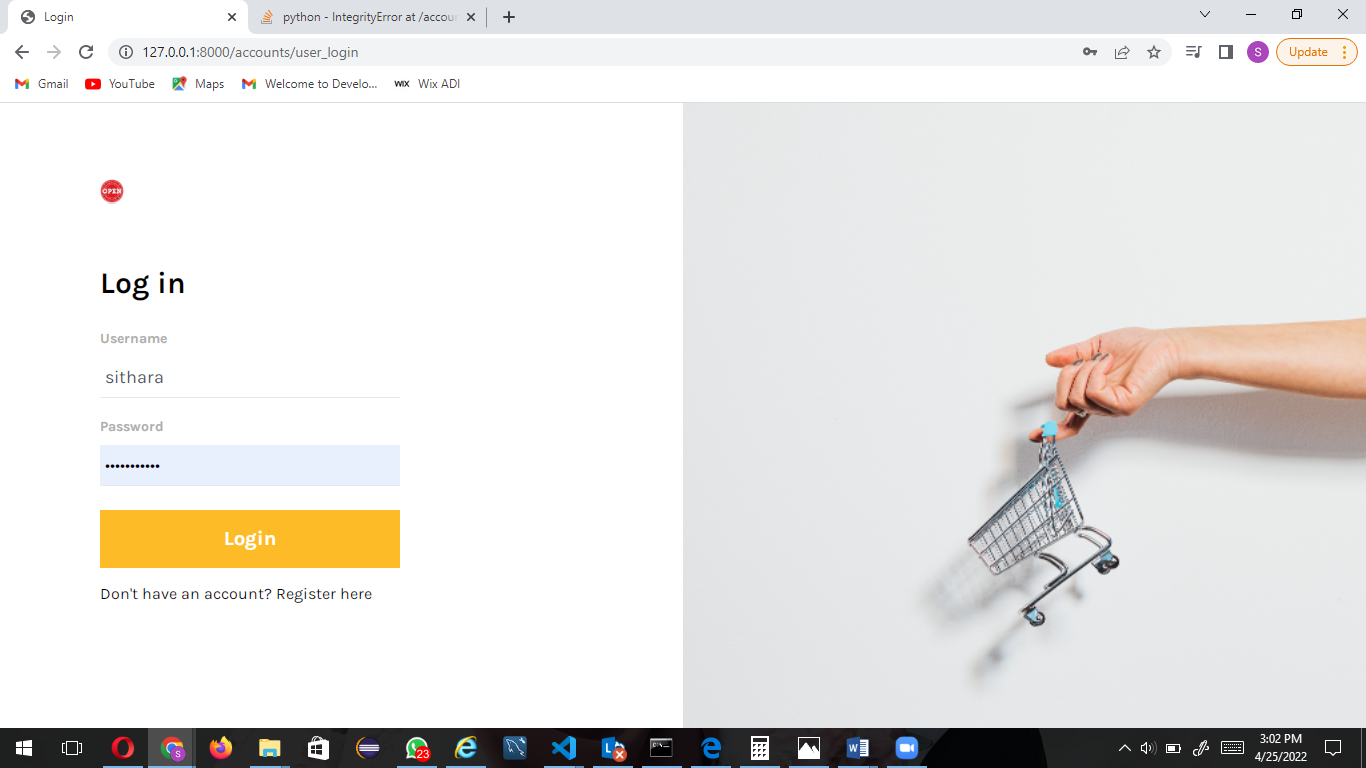 Login
python - IntegrityError at /accou
127.0.0.1:8000/accounts/user_login
S
Update
Gmail
YouTube
Maps
Welcome to Develo...
WIX
Wix ADI
OPEN
Log in
Username
sithara
Password
•••••••••••
Login
Don't have an account? Register here
S
23
3:02 PM
4/25/2022